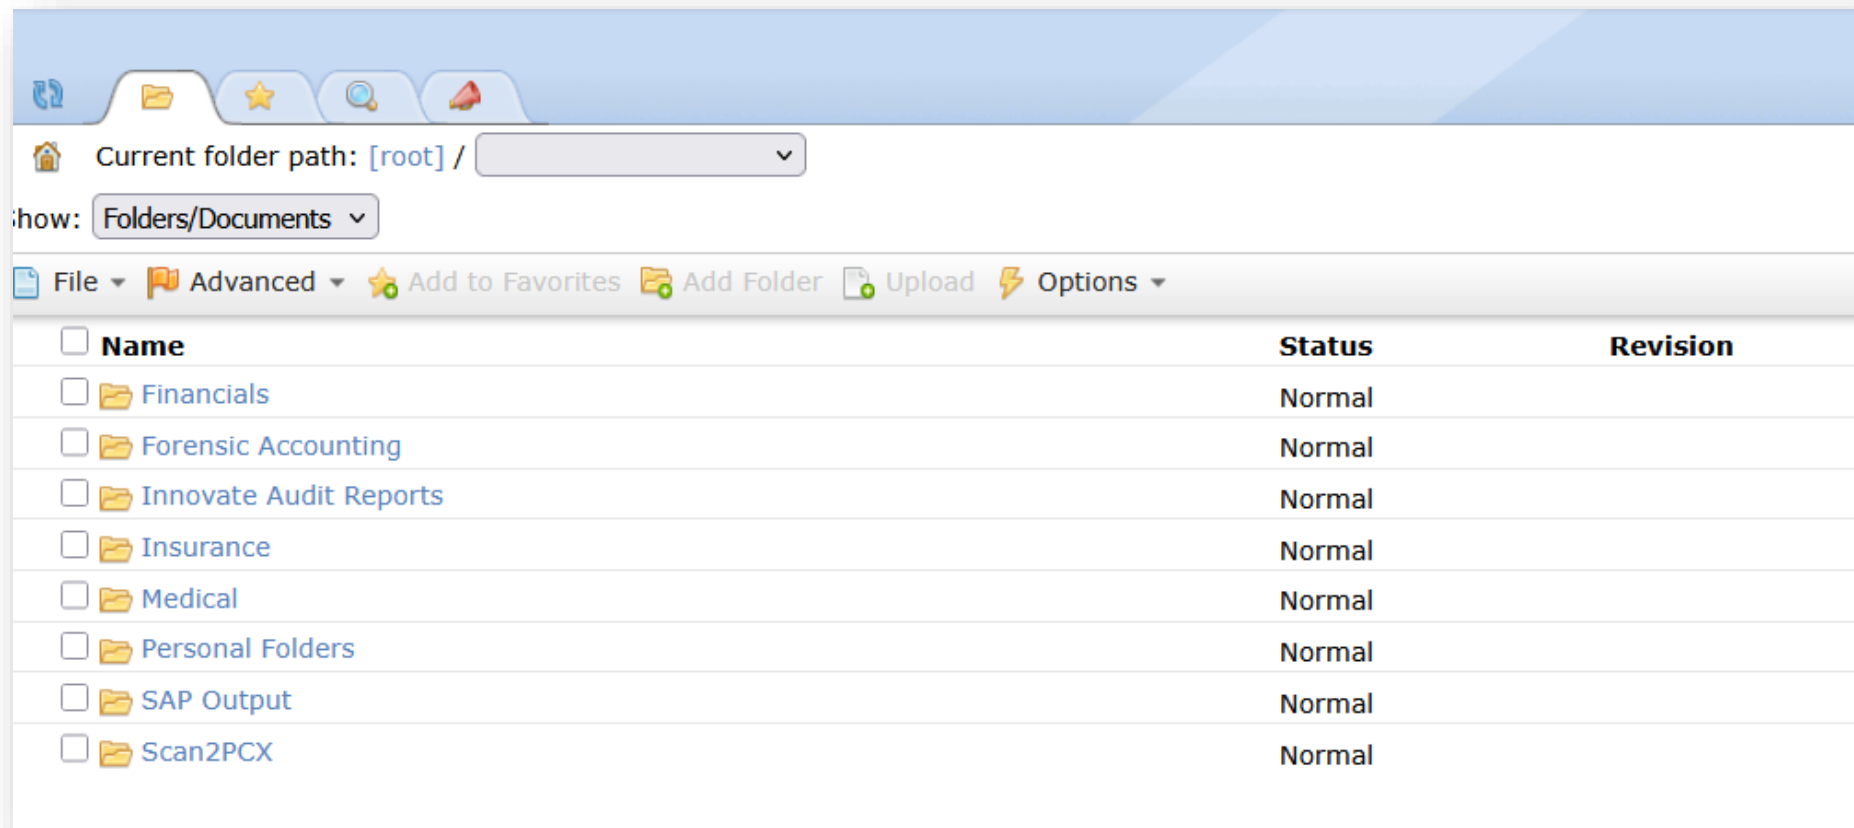 Current folder path: [root] /
how: Folders/Documents
File Advanced Add to Favorites Add Folder Upload Options
Name Status Revision
Financials Normal
Forensic Accounting Normal
Innovate Audit Reports Normal
Insurance Normal
Medical Normal
Personal Folders Normal
SAP Output Normal
Scan2PCX Normal